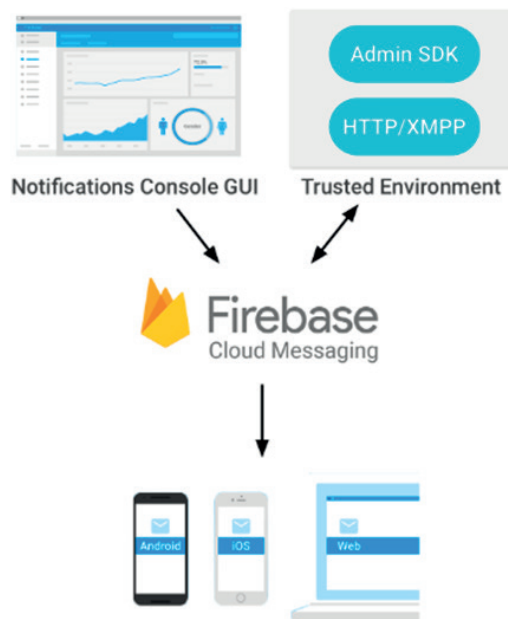 Admin SDK
HTTP/XMPP
Notifications Console GUI
Trusted Environment
Firebase
Cloud Messaging
Android
iOS
Web